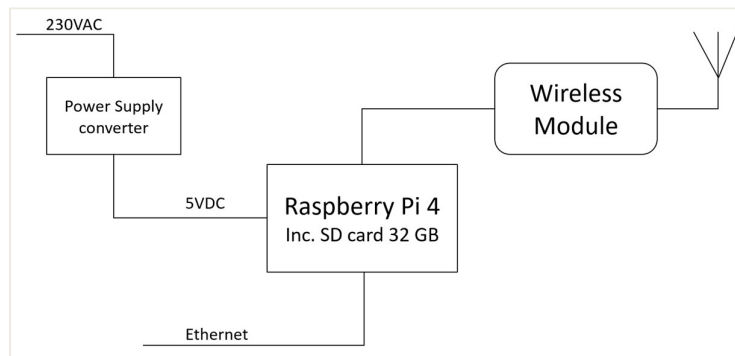 230VAC
Power Supply
converter
Wireless
Module
5VDC
Raspberry Pi 4
Inc. SD card 32 GB
Ethernet